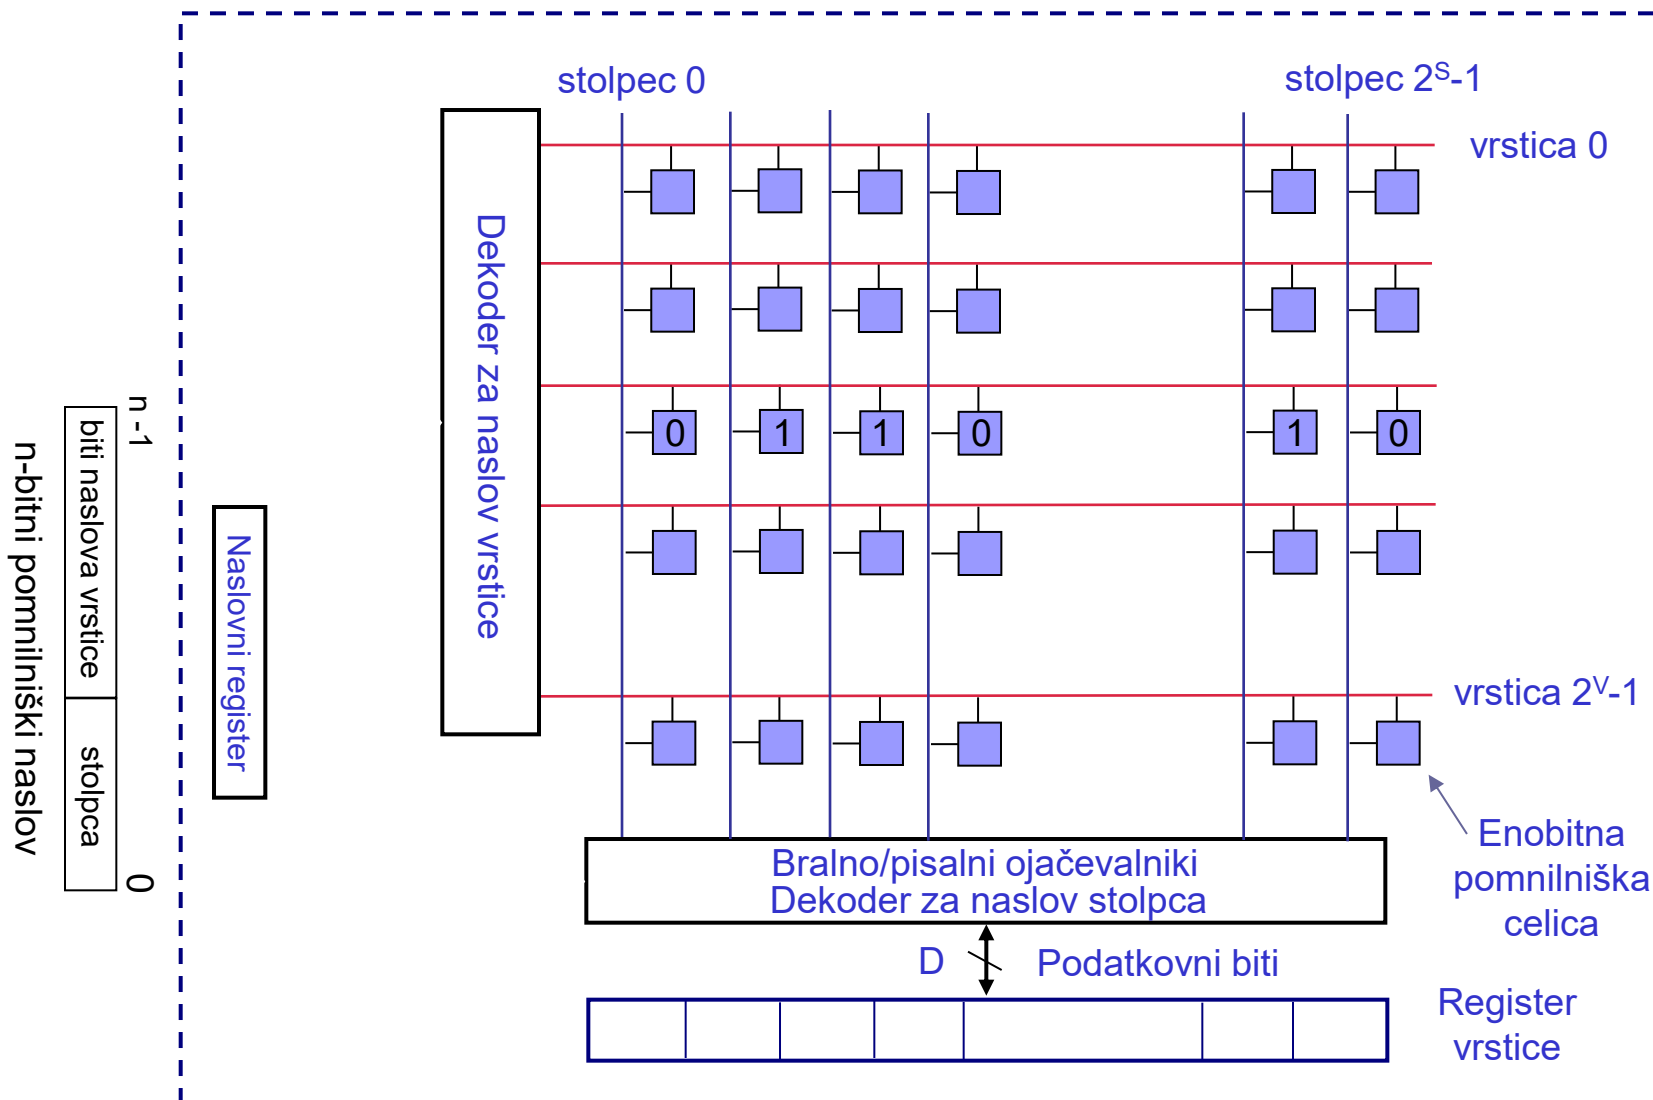 stolpec 0
stolpec 2^S-1
vrstica 0
Dekoder za naslov vrstice
0 1 1 0 1 0
n -1
biti naslova vrstice
stolpca
0
n-bitni pomnilniški naslov
Naslovni register
vrstica 2^V-1
Enobitna
pomnilniška
celica
Bralno/pisalni ojačevalniki
Dekoder za naslov stolpca
D
Podatkovni biti
Register
vrstice